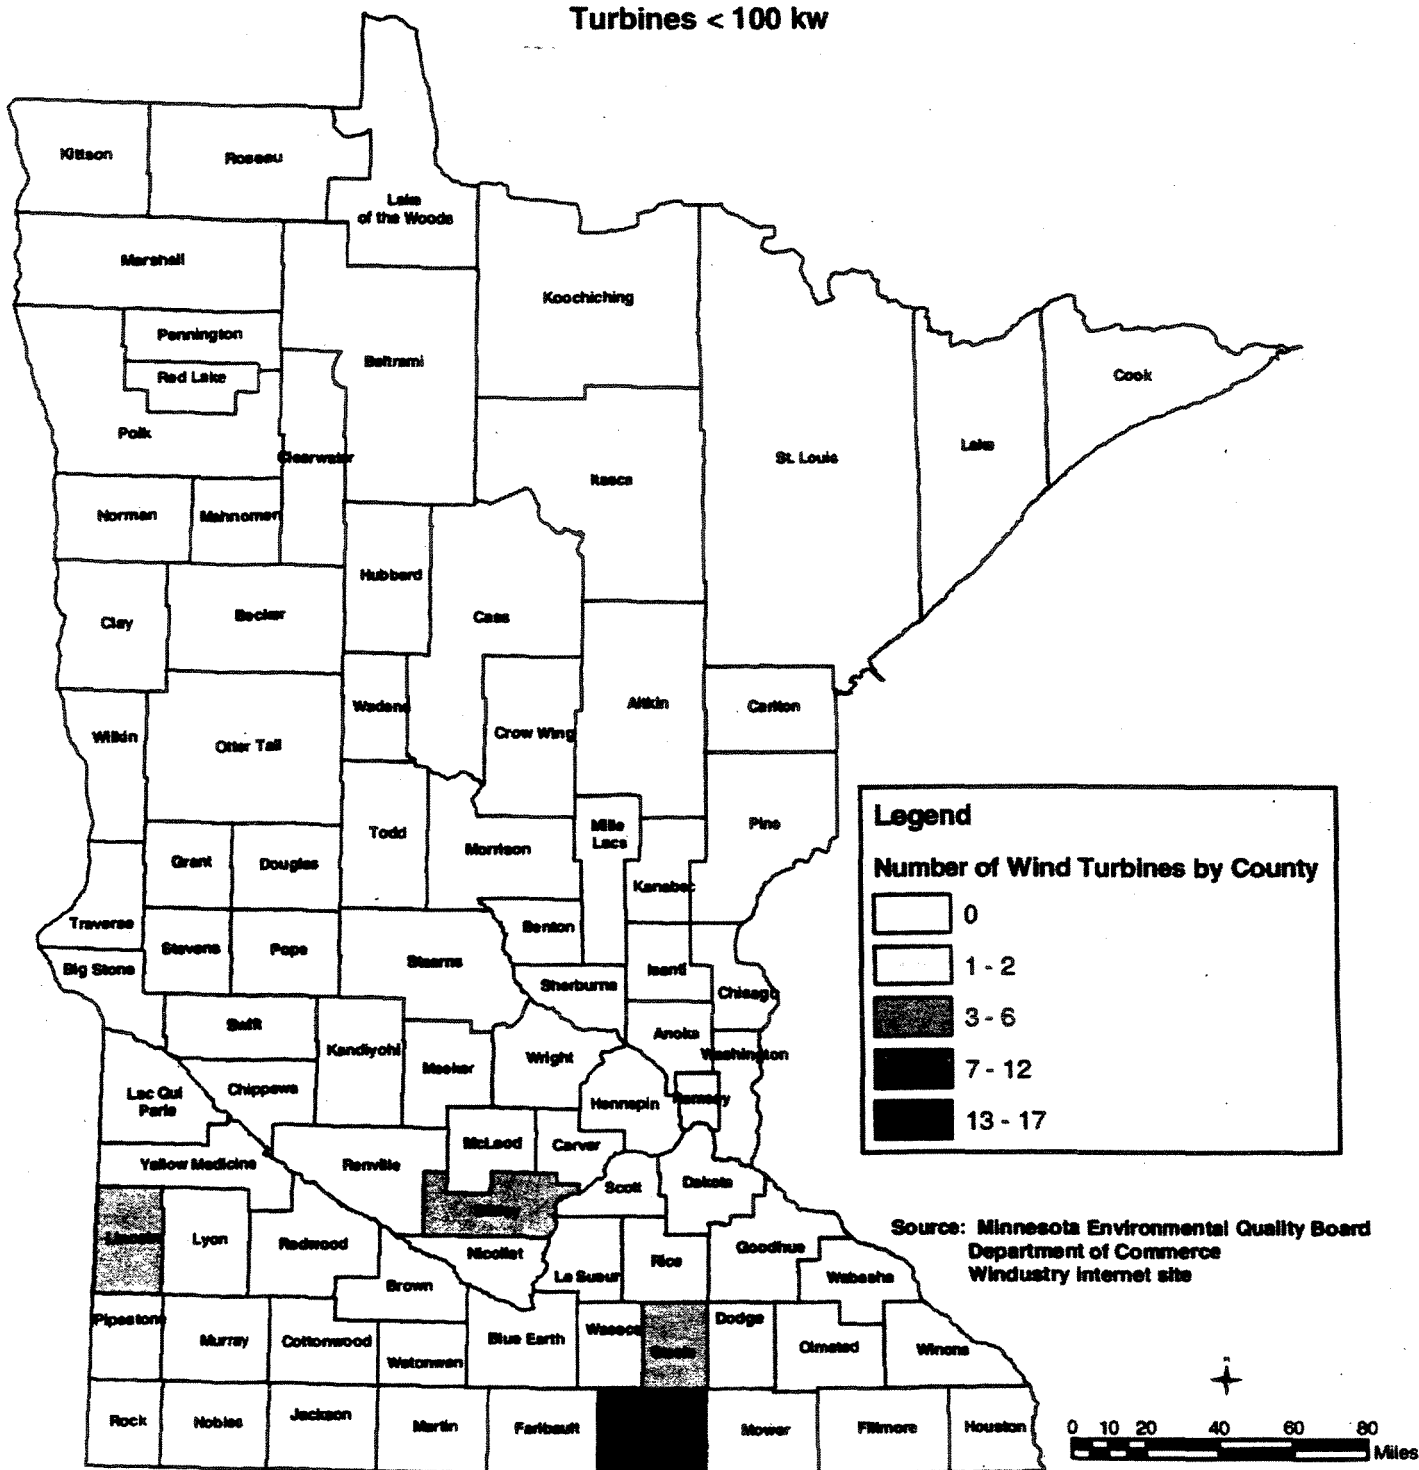 Turbines < 100 kw
Kittson
Roseau
Lake
of the Woods
Marshall
Koochiching
Pennington
Beltrami
Red Lake
Cook
Polk
Clearwater
St. Louis
Lake
Itasca
Norman
Mahnomen
Hubbard
Clay
Becker
Cass
Wadena
Aitkin
Carlton
Wilkin
Otter Tail
Crow Wing
Todd
Mille
Lacs
Pine
Grant
Douglas
Morrison
Kanabec
Traverse
Stevens
Pope
Benton
Big Stone
Stearns
Isanti
Sherburne
Chisago
Swift
Kandiyohi
Anoka
Washington
Meeker
Wright
Lac Qui
Parle
Chippewa
Hennepin
Ramsey
McLeod
Carver
Yellow Medicine
Renville
Scott
Dakota
Sibley
Lincoln
Lyon
Redwood
Nicollet
Le Sueur
Rice
Goodhue
Wabasha
Brown
Pipestone
Murray
Cottonwood
Watonwan
Blue Earth
Waseca
Steele
Dodge
Olmsted
Winona
Rock
Nobles
Jackson
Martin
Faribault
Mower
Fillmore
Houston
Legend
Number of Wind Turbines by County
0
1 - 2
3 - 6
7 - 12
13 - 17
Source: Minnesota Environmental Quality Board
Department of Commerce
Windustry internet site
0 10 20 40 60 80
Miles